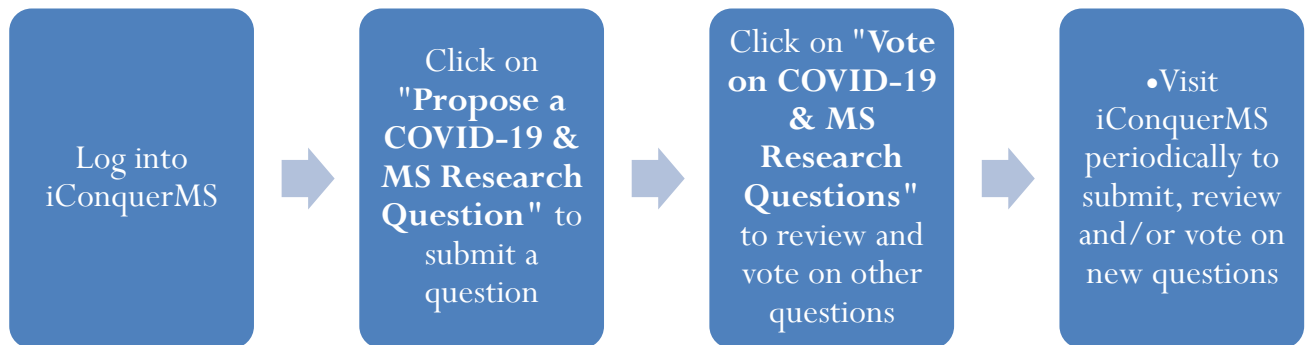 Log into
iConquerMS
Click on
"Propose a
COVID-19 &
MS Research
Question" to
submit a
question
Click on "Vote
on COVID-19
& MS
Research
Questions"
to review and
vote on other
questions
•Visit
iConquerMS
periodically to
submit, review
and/or vote on
new questions